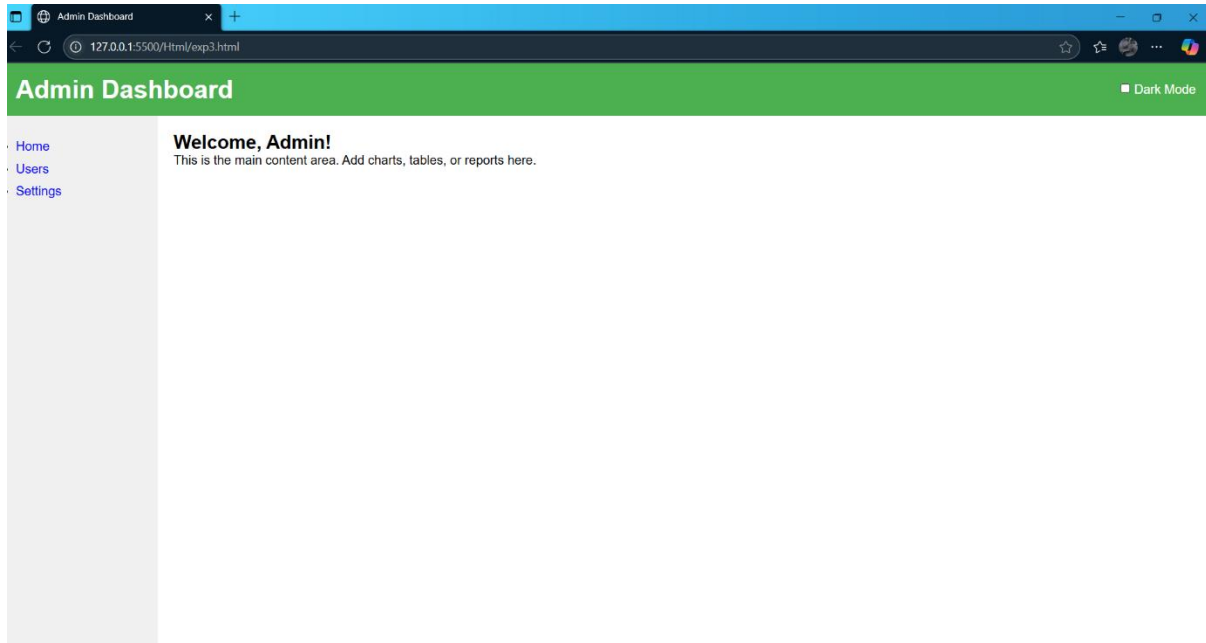 Admin Dashboard
127.0.0.1:5500/Html/exp3.html
Admin Dashboard
Dark Mode
Home
Users
Settings
Welcome, Admin!
This is the main content area. Add charts, tables, or reports here.